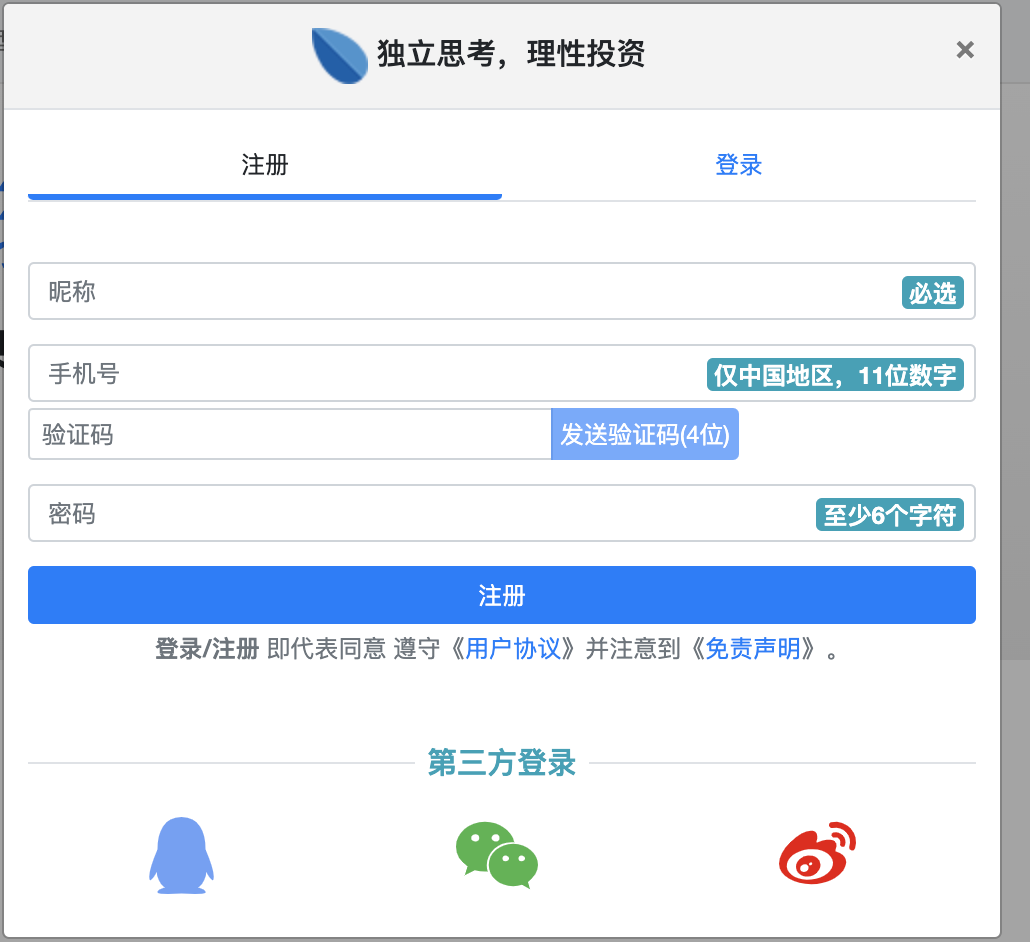 独立思考，理性投资
×
注册 登录
昵称 必选
手机号 仅中国地区，11位数字
验证码 发送验证码(4位)
密码 至少6个字符
注册
登录/注册 即代表同意 遵守《用户协议》并注意到《免责声明》。
第三方登录